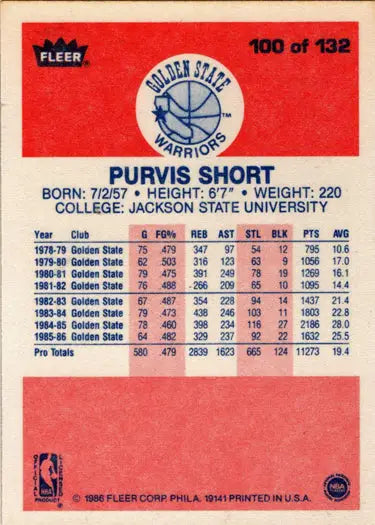 FLEER
100 of 132
GOLDEN STATE
WARRIORS
TM
PURVIS SHORT
BORN: 7/2/57 • HEIGHT: 6'7" • WEIGHT: 220
COLLEGE: JACKSON STATE UNIVERSITY
Year Club G FG% REB AST STL BLK PTS AVG
1978-79 Golden State 75 .479 347 97 54 12 795 10.6
1979-80 Golden State 62 .503 316 123 63 9 1056 17.0
1980-81 Golden State 79 .475 391 249 78 19 1269 16.1
1981-82 Golden State 76 .488 266 209 65 10 1095 14.4
1982-83 Golden State 67 .487 354 228 94 14 1437 21.4
1983-84 Golden State 79 .473 438 246 103 11 1803 22.8
1984-85 Golden State 78 .460 398 234 116 27 2186 28.0
1985-86 Golden State 64 .482 329 237 92 22 1632 25.5
Pro Totals 580 .479 2839 1623 665 124 11273 19.4
OFFICIAL LICENSED
NBA
PRODUCT
NBA
© 1986 FLEER CORP. PHILA. 19141 PRINTED IN U.S.A.